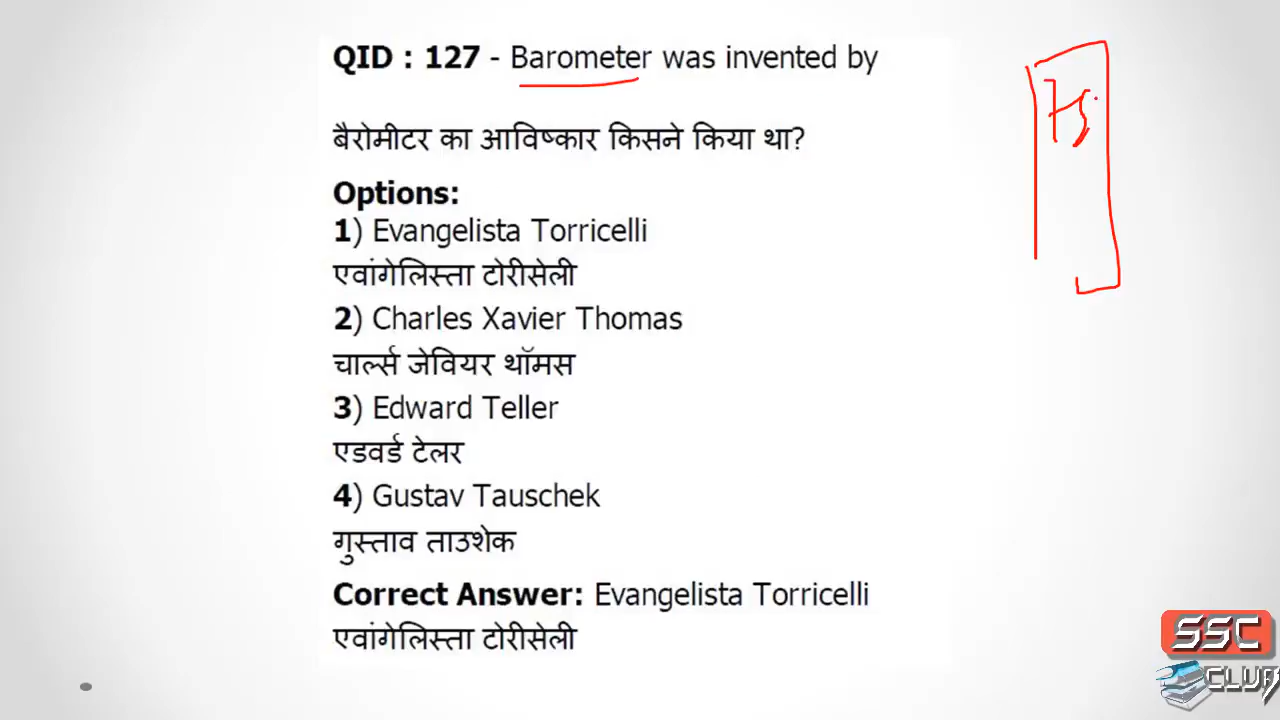 QID : 127 - Barometer was invented by
बैरोमीटर का आविष्कार किसने किया था?
Options:
1) Evangelista Torricelli
एवांगेलिस्ता टोरीसेली
2) Charles Xavier Thomas
चार्ल्स जेवियर थॉमस
3) Edward Teller
एडवर्ड टेलर
4) Gustav Tauschek
गुस्ताव ताउशेक
Correct Answer: Evangelista Torricelli
एवांगेलिस्ता टोरीसेली
SSC
CLUB